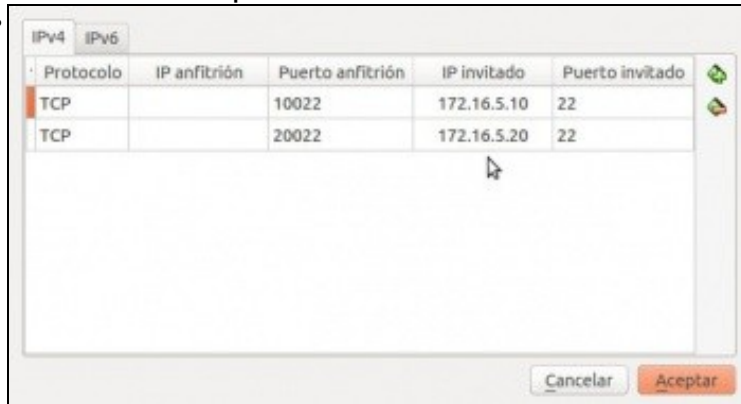 IPv4 IPv6
Protocolo IP anfitrión Puerto anfitrión IP invitado Puerto invitado
TCP 10022 172.16.5.10 22
TCP 20022 172.16.5.20 22
Cancelar Aceptar